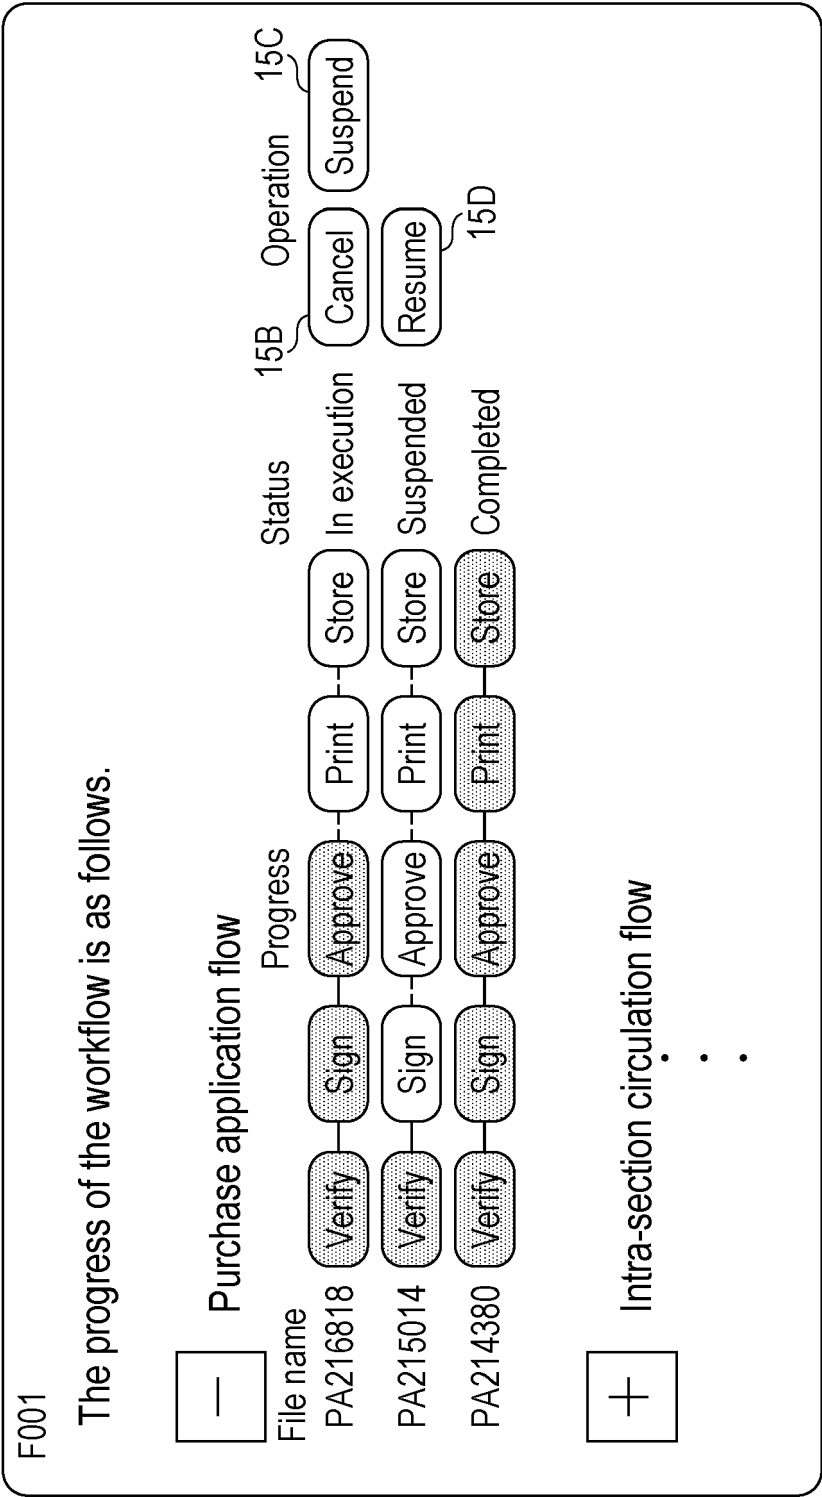 F001
The progress of the workflow is as follows.
− Purchase application flow
File name Progress Status Operation
15B 15C
PA216818 Verify Sign Approve Print Store In execution Cancel Suspend
PA215014 Verify Sign Approve Print Store Suspended Resume
15D
PA214380 Verify Sign Approve Print Store Completed
+ Intra-section circulation flow